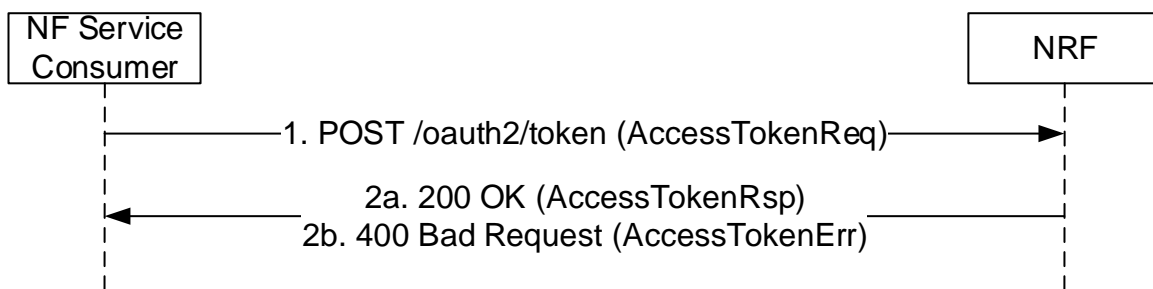 NF Service
Consumer
NRF
1. POST /oauth2/token (AccessTokenReq)
2a. 200 OK (AccessTokenRsp)
2b. 400 Bad Request (AccessTokenErr)